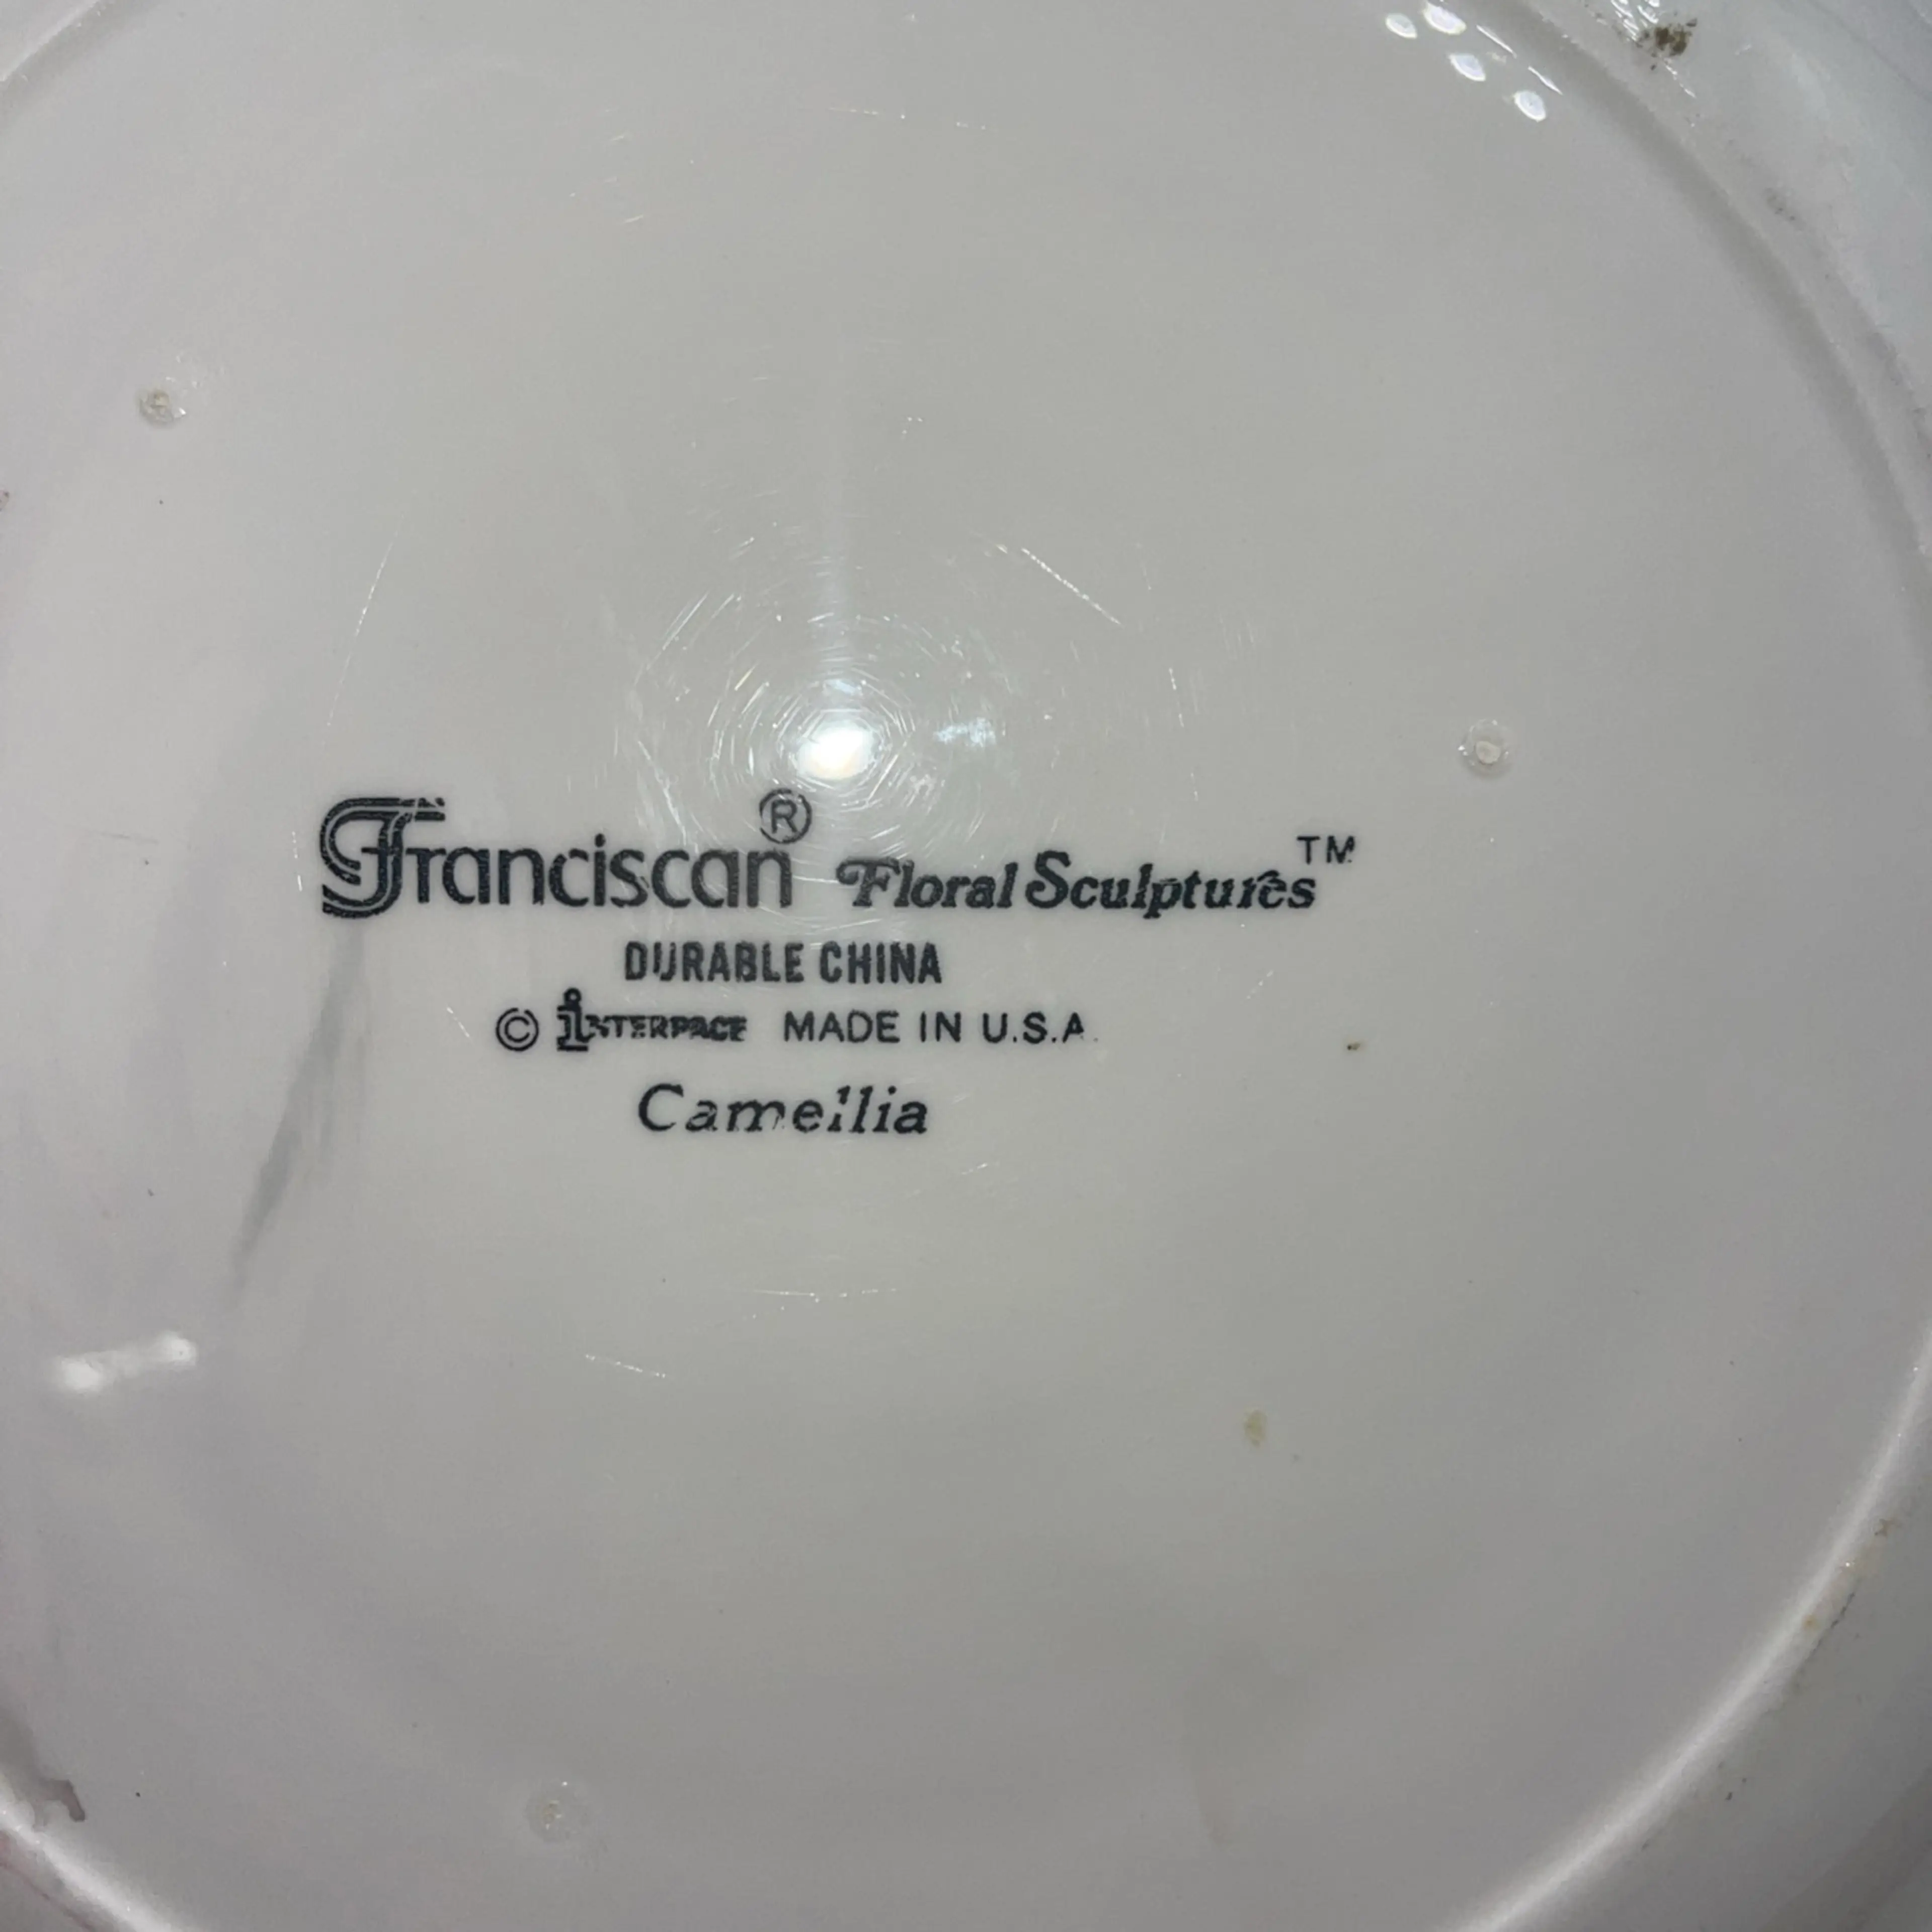 Franciscan® Floral Sculptures™
DURABLE CHINA
© INTERPACE MADE IN U.S.A.
Camellia